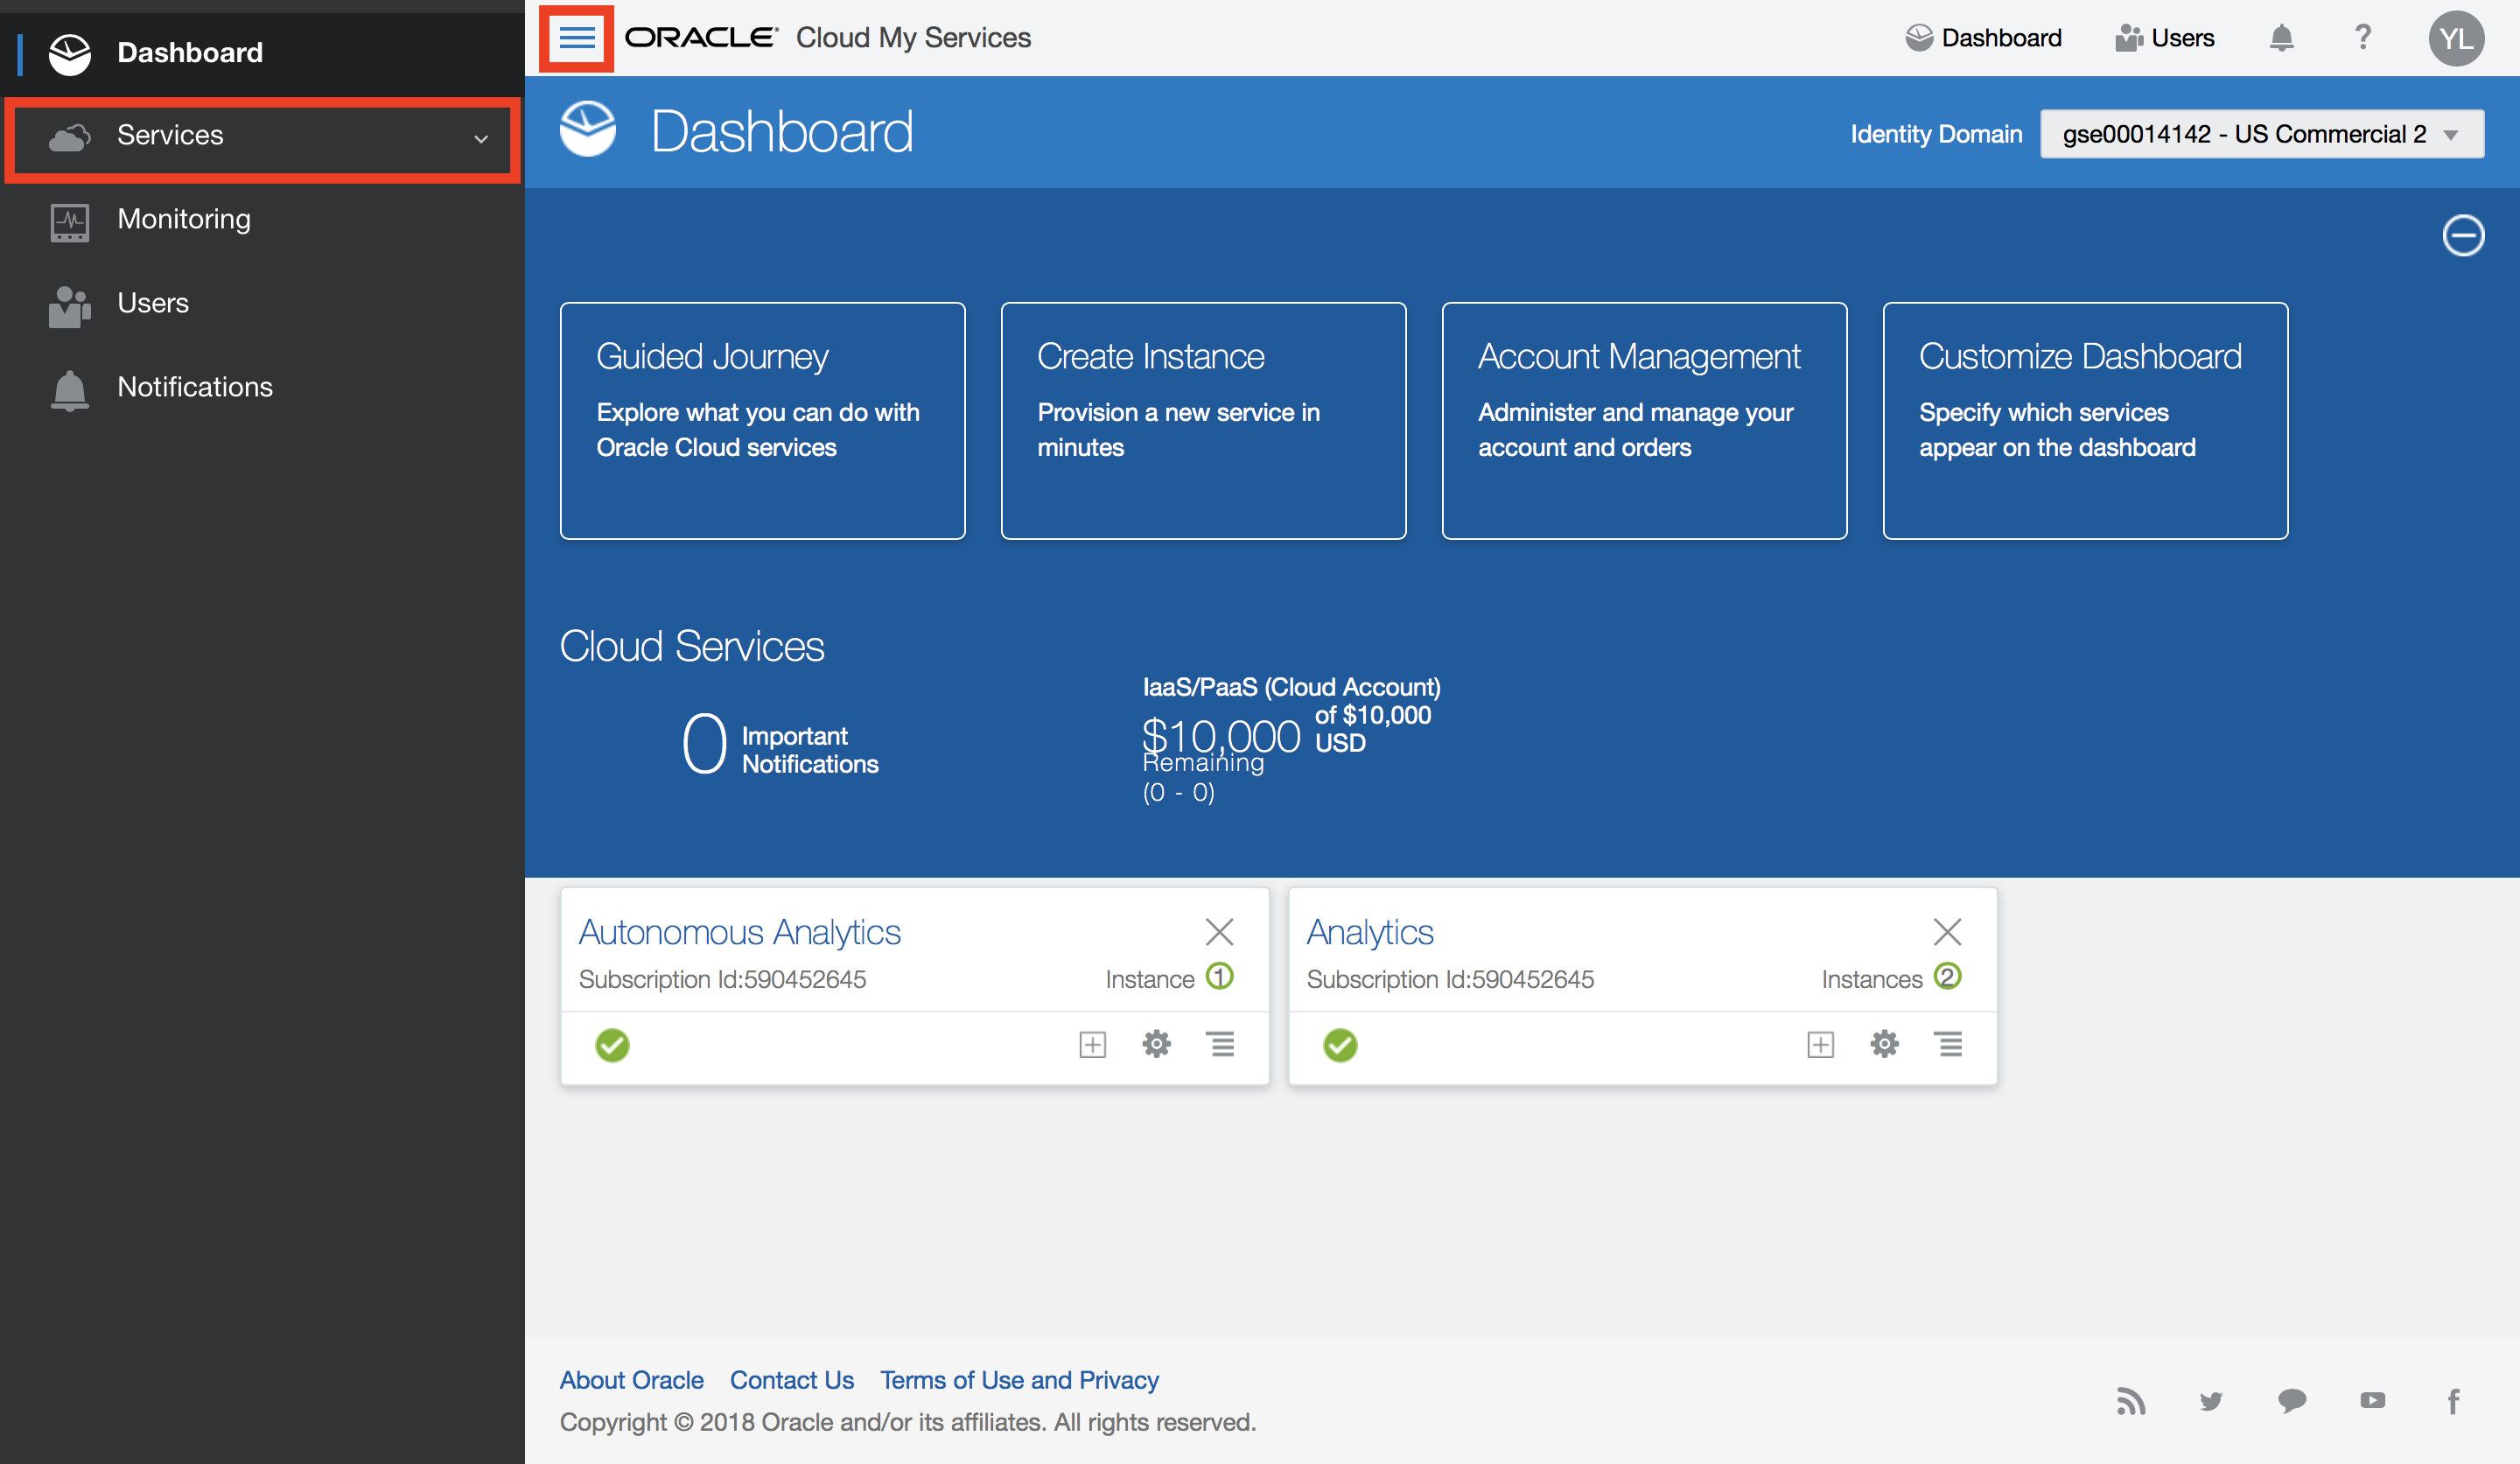 Dashboard
Services
Monitoring
Users
Notifications
ORACLE® Cloud My Services
Dashboard
Users
?
YL
Dashboard
Identity Domain
gse00014142 - US Commercial 2
Guided Journey
Explore what you can do with
Oracle Cloud services
Create Instance
Provision a new service in
minutes
Account Management
Administer and manage your
account and orders
Customize Dashboard
Specify which services
appear on the dashboard
Cloud Services
0 Important
Notifications
IaaS/PaaS (Cloud Account)
$10,000 of $10,000
USD
Remaining
(0 - 0)
Autonomous Analytics
Subscription Id:590452645
Instance 1
Analytics
Subscription Id:590452645
Instances 2
About Oracle Contact Us Terms of Use and Privacy
Copyright © 2018 Oracle and/or its affiliates. All rights reserved.